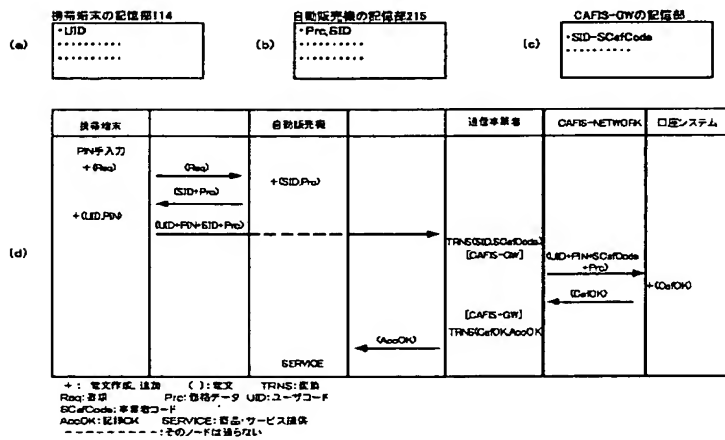 携帯端末の記憶部114
自動販売機の記憶部215
CAFIS-GWの記憶部
(a)
・UID
(b)
・Prc,SID
(c)
・SID-SCafCode
携帯端末
自動販売機
通信事業者
CAFIS-NETWORK
口座システム
PIN手入力
+(Req)
(Req)
+(SID,Prc)
(SID+Prc)
+(UID,PIN)
(UID+PIN+SID+Prc)
(d)
TRNS(SID,SCafCode)
[CAFIS-GW]
(UID+PIN+SCafCode
+Prc)
(CafOK)
+(CafOK)
[CAFIS-GW]
TRNS(CafOK,AccOK)
(AccOK)
SERVICE
+: 電文作成、追加 ( ): 電文 TRNS: 変換
Req: 要求 Prc: 価格データ UID: ユーザコード
SCafCode: 事業者コード
AccOK: 記録OK SERVICE: 商品・サービス提供
---------: そのノードは通らない